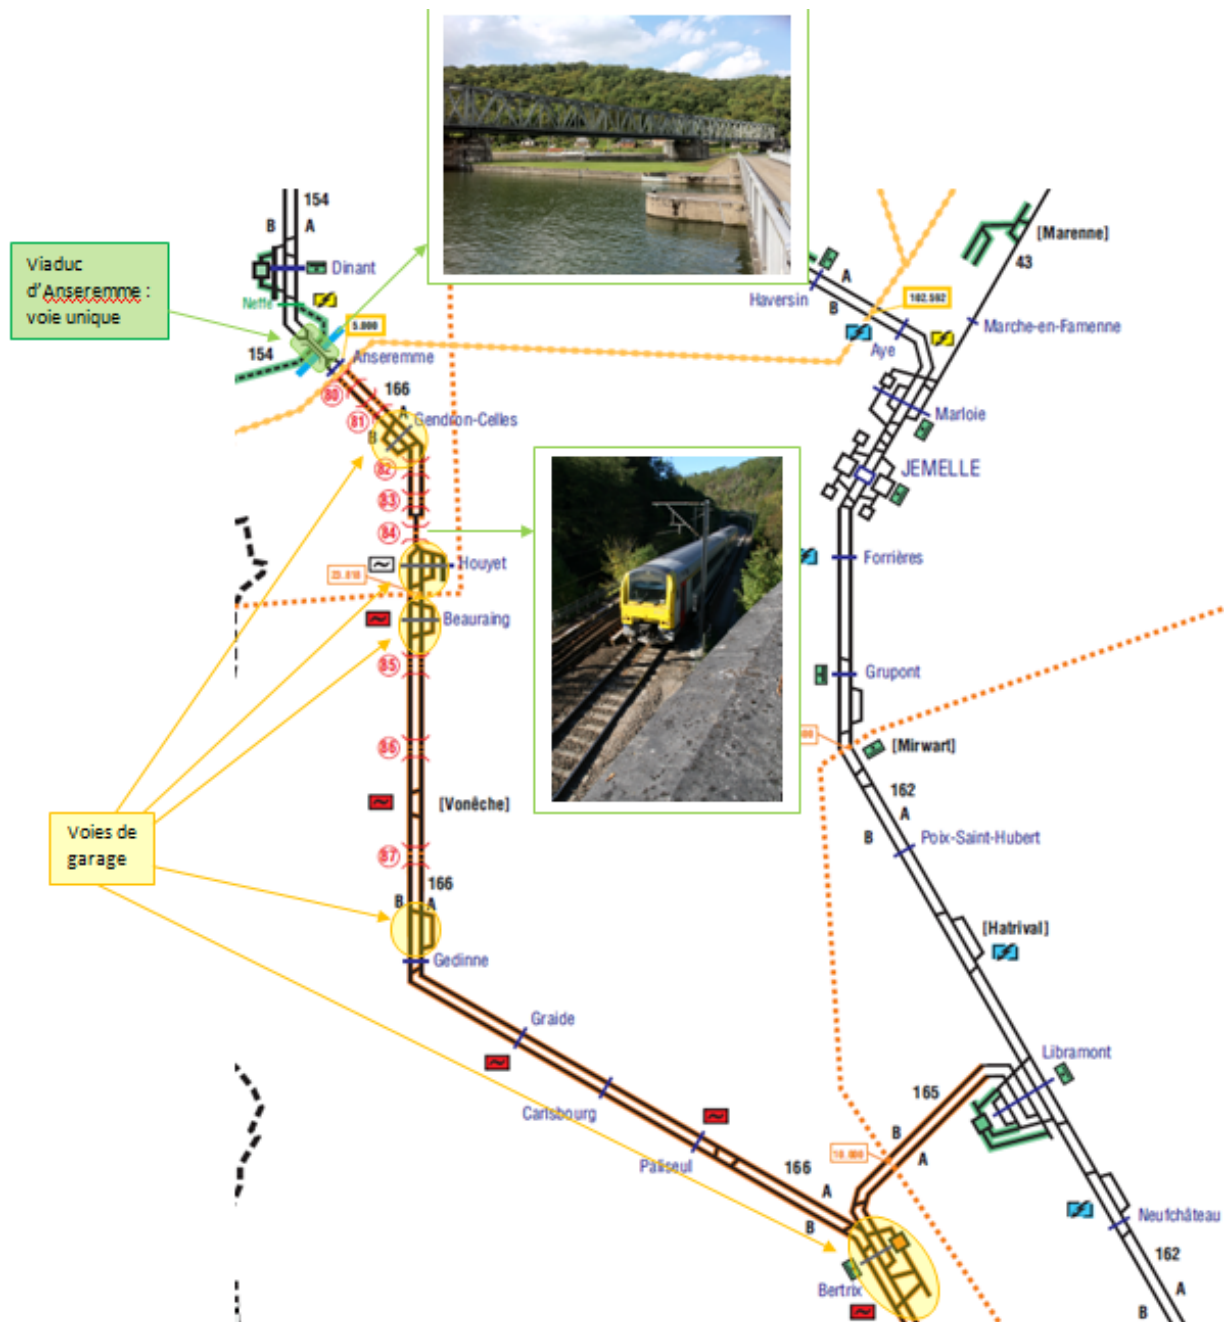 154
B
A
Dinant
Neffe
Viaduc
d'Anseremme :
voie unique
5.000
154
Anseremme
80
166
81
A
Gendron-Celles
B
82
83
84
Houyet
23.810
Beauraing
85
86
[Vonêche]
Voies de
garage
87
166
B
A
Gedinne
Graide
Carlsbourg
Paliseul
166
A
B
Bertrix
[Marenne]
43
A
B
Haversin
102.502
Aye
Marche-en-Famenne
Marloie
JEMELLE
Forrières
Grupont
[Mirwart]
162
A
B
Poix-Saint-Hubert
[Hatrival]
Libramont
165
B
A
Neufchâteau
162
A
B